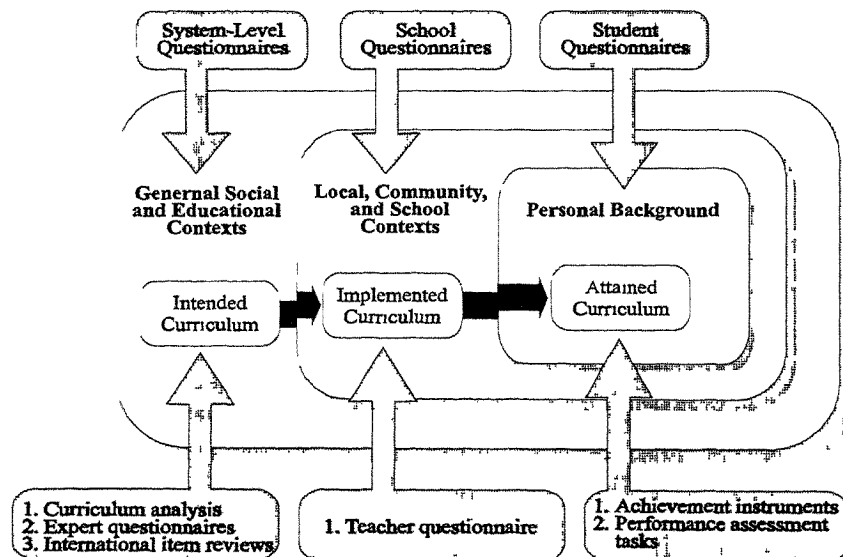 System-Level
Questionnaires
School
Questionnaires
Student
Questionnaires
Genernal Social
and Educational
Contexts
Local, Community,
and School
Contexts
Personal Background
Intended
Curriculum
Implemented
Curriculum
Attained
Curriculum
1. Curriculum analysis
2. Expert questionnaires
3. International item reviews
1. Teacher questionnaire
1. Achievement instruments
2. Performance assessment
tasks